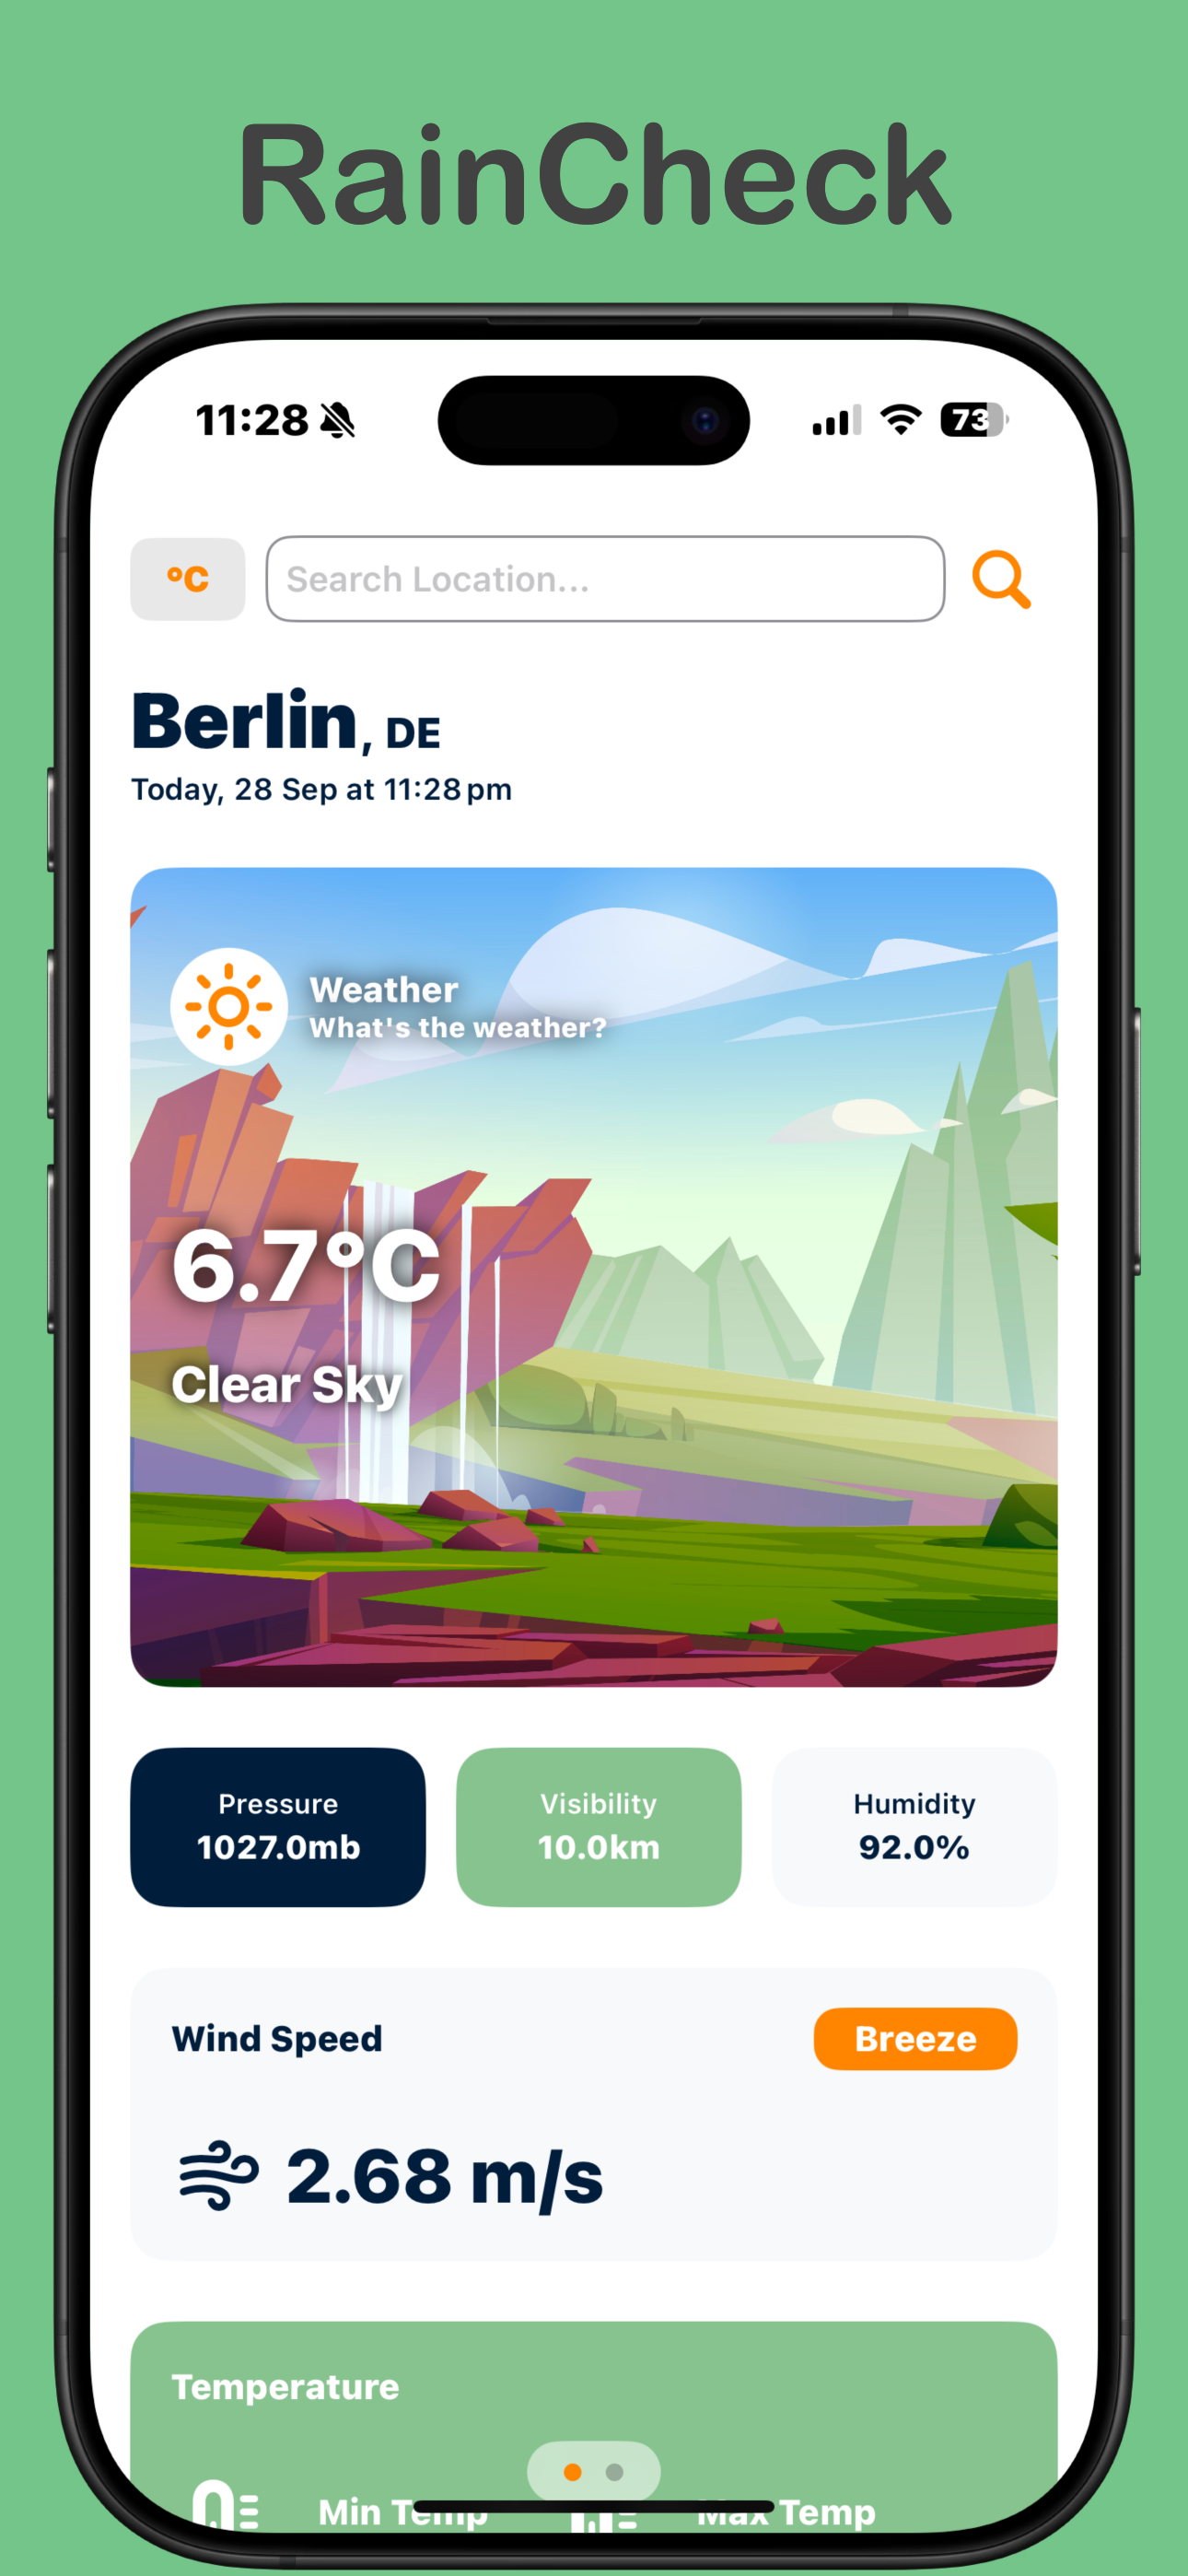 RainCheck
11:28
73
°C
Search Location...
Berlin, DE
Today, 28 Sep at 11:28 pm
Weather
What's the weather?
6.7°C
Clear Sky
Pressure
1027.0mb
Visibility
10.0km
Humidity
92.0%
Wind Speed
Breeze
2.68 m/s
Temperature
Min Temp
Max Temp